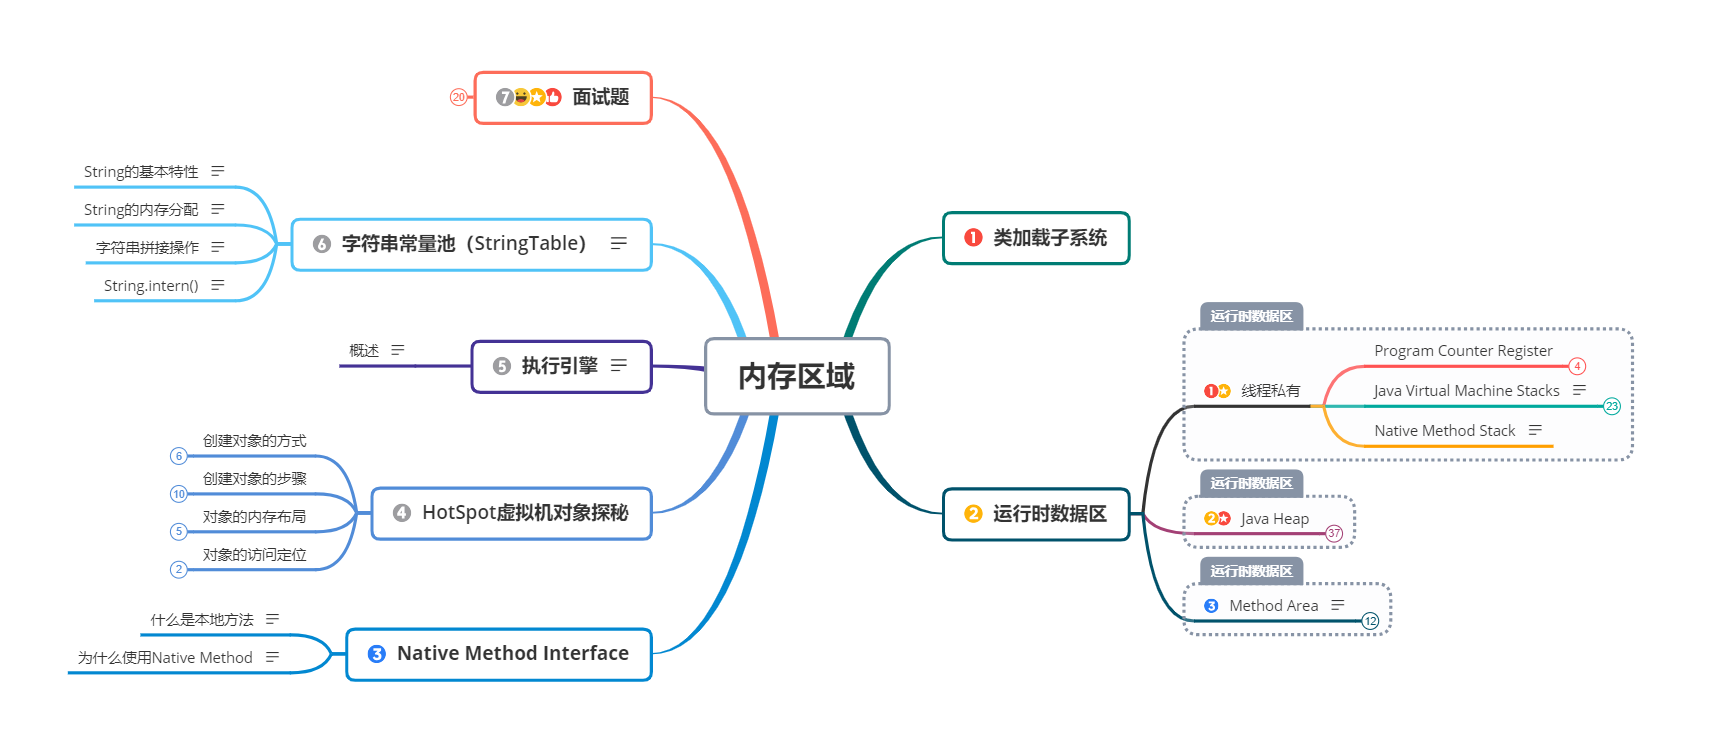 内存区域
1 类加载子系统
2 运行时数据区
运行时数据区
1 线程私有
Program Counter Register
4
Java Virtual Machine Stacks
23
Native Method Stack
运行时数据区
2 Java Heap
37
运行时数据区
3 Method Area
12
3 Native Method Interface
什么是本地方法
为什么使用Native Method
4 HotSpot虚拟机对象探秘
创建对象的方式
6
创建对象的步骤
10
对象的内存布局
5
对象的访问定位
2
5 执行引擎
概述
6 字符串常量池（StringTable）
String的基本特性
String的内存分配
字符串拼接操作
String.intern()
7 面试题
20